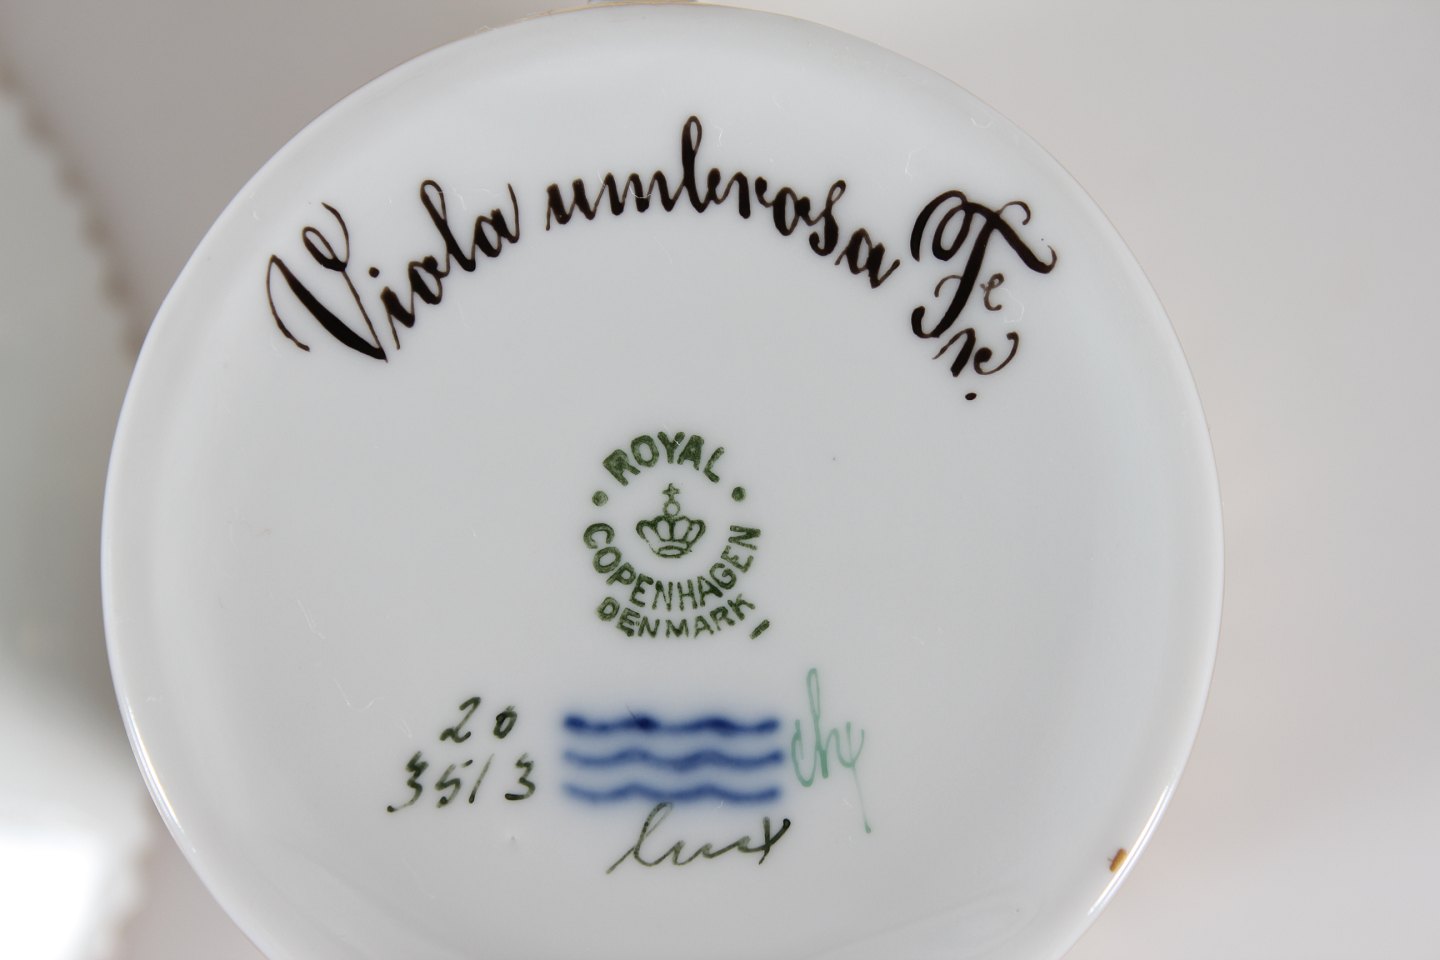 Viola umbrosa Fr.
ROYAL
COPENHAGEN
DENMARK
20
3513